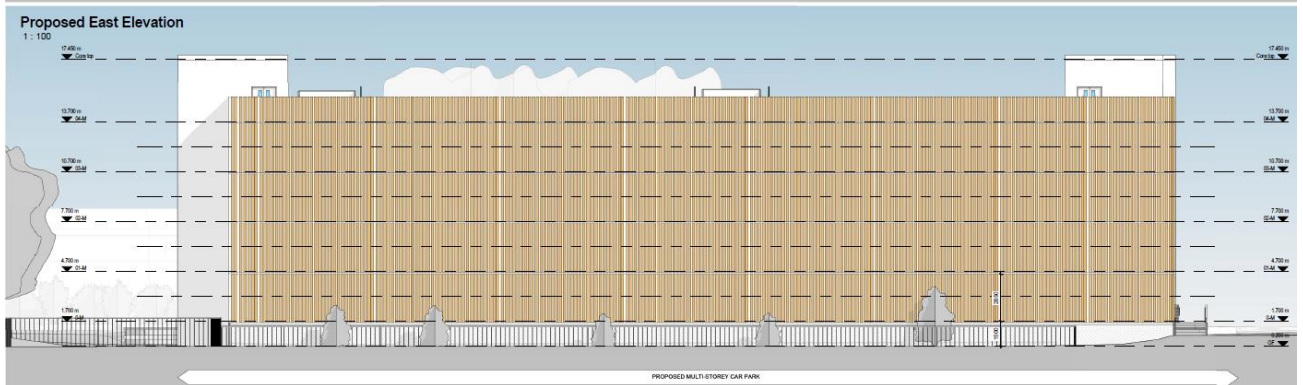 Proposed East Elevation
1 : 100
17.450 m
Core top
17.450 m
Core top
13.700 m
04-M
13.700 m
04-M
10.700 m
03-M
10.700 m
03-M
7.700 m
02-M
7.700 m
02-M
4.700 m
01-M
4.700 m
01-M
1.700 m
1.700 m
GF
PROPOSED MULTI-STOREY CAR PARK